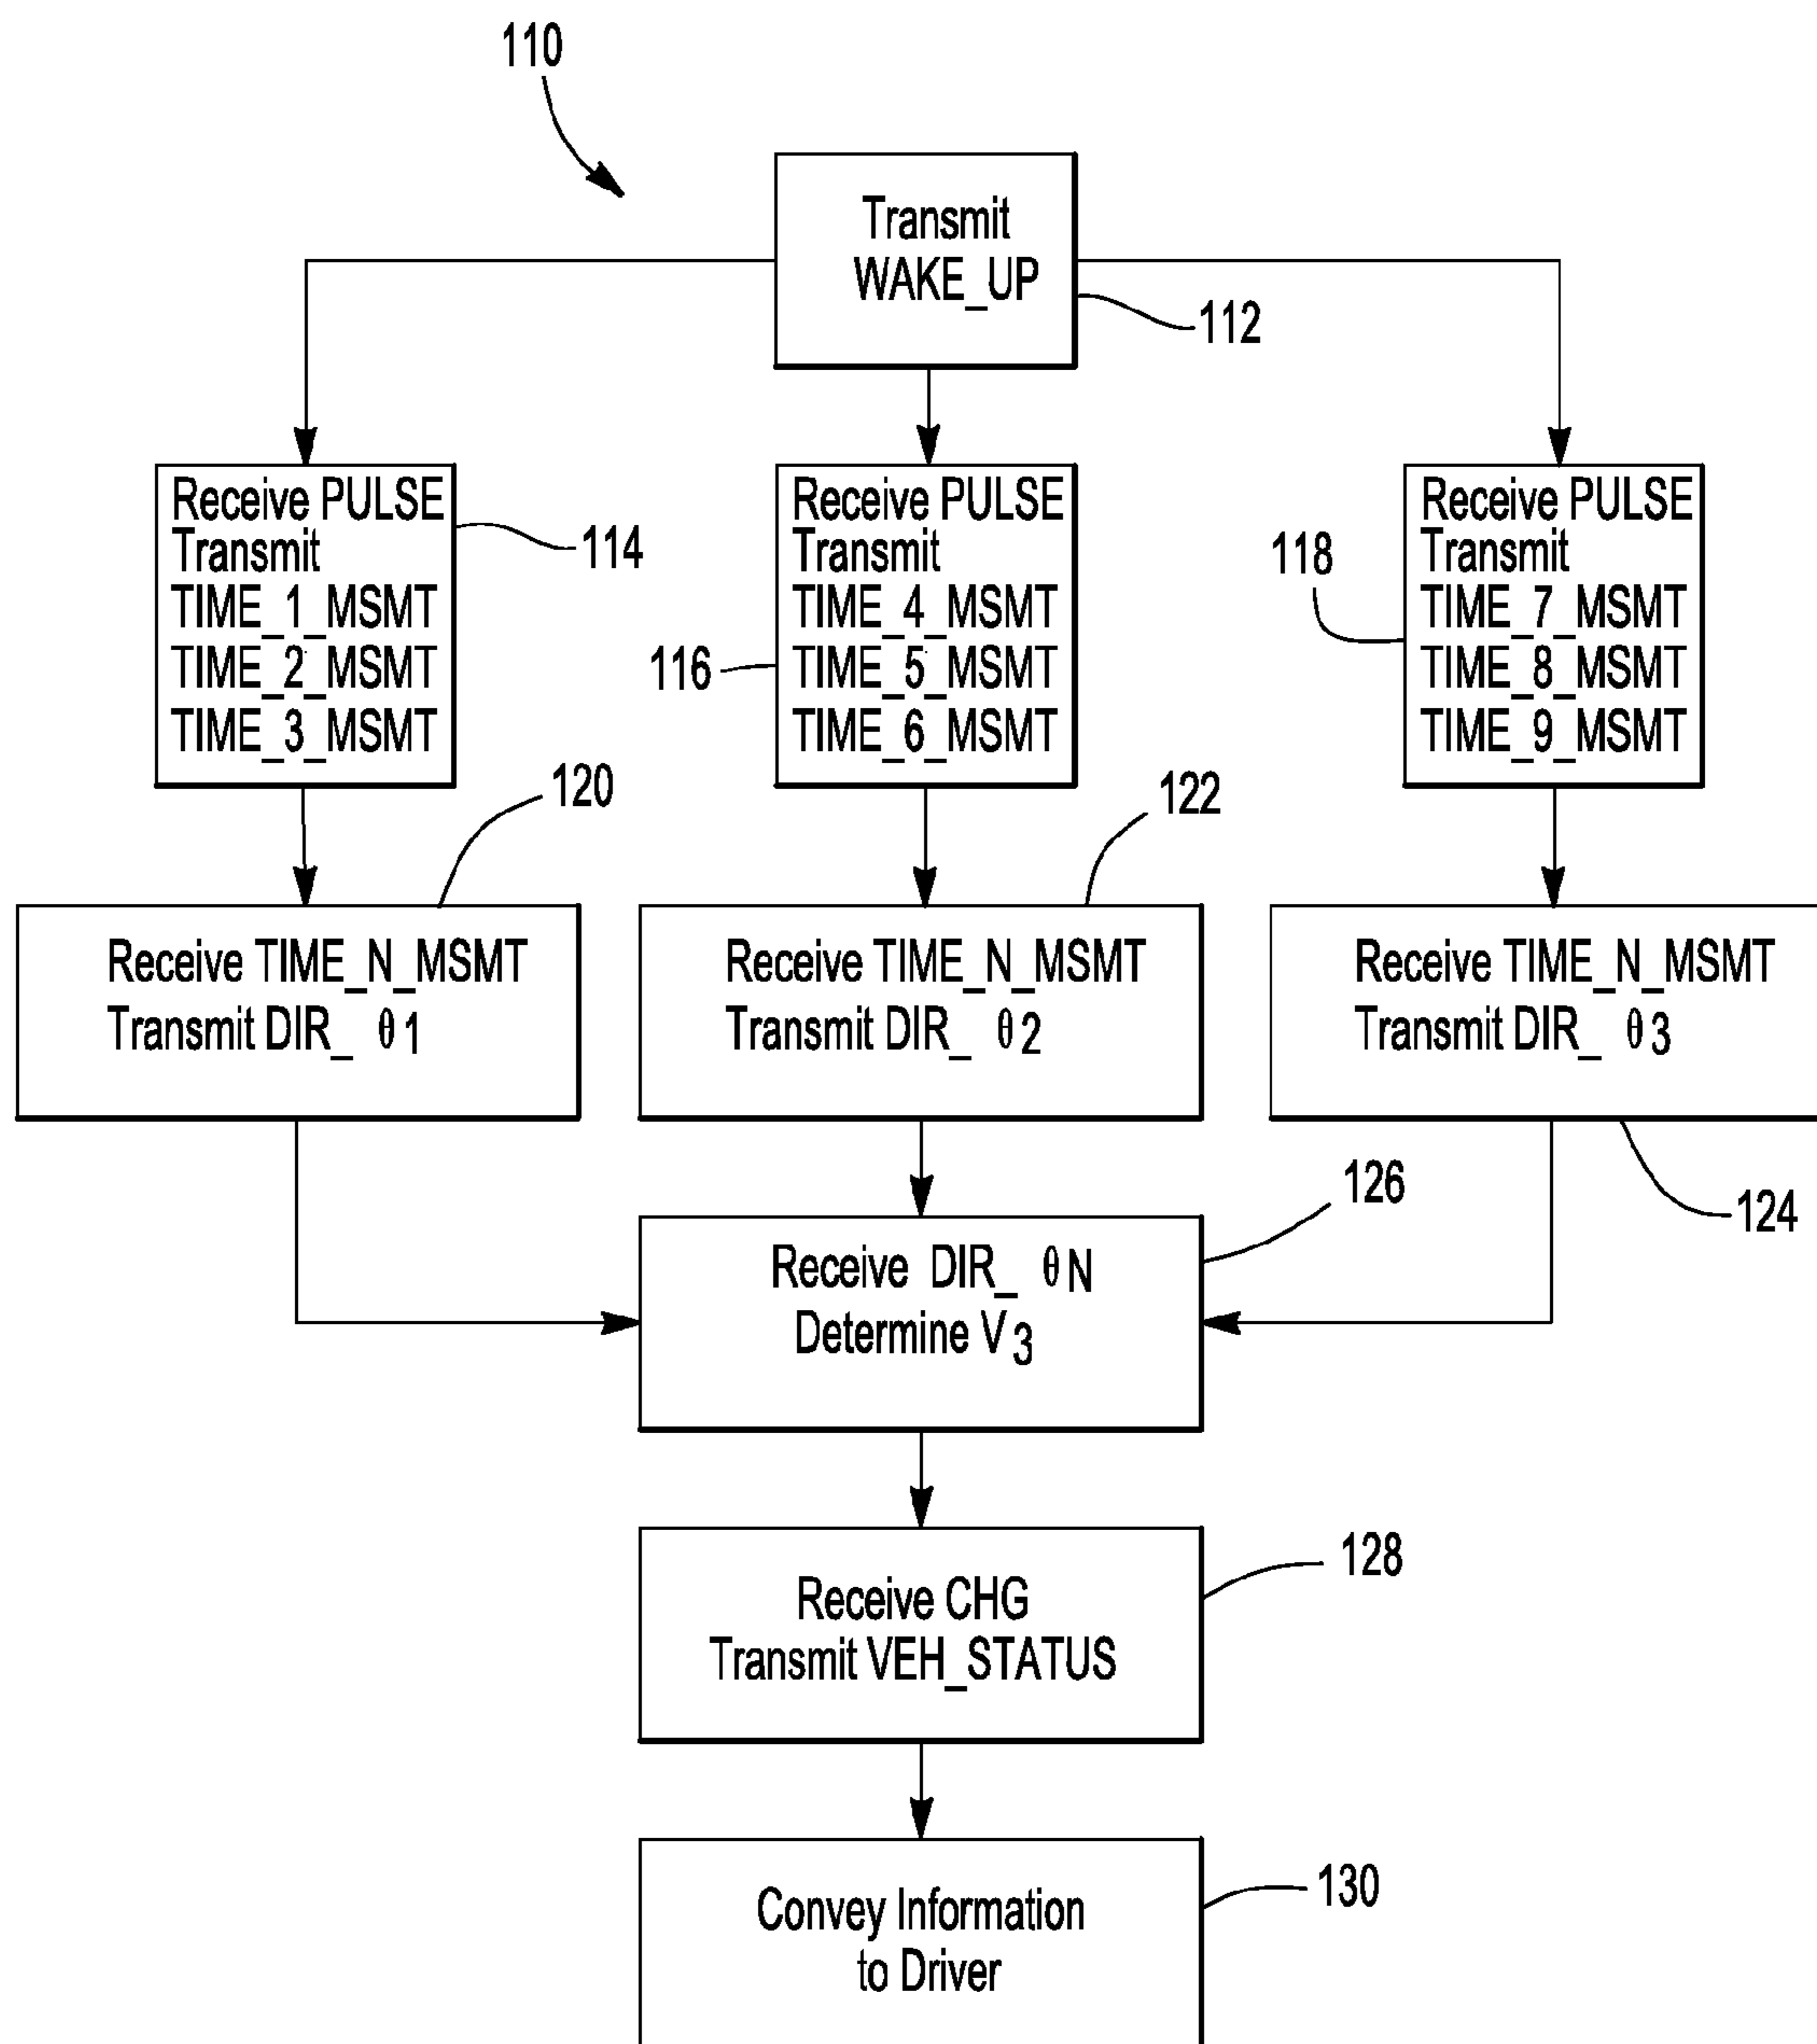 110
Transmit
WAKE_UP
112
Receive PULSE
Transmit
TIME_1_MSMT
TIME_2_MSMT
TIME_3_MSMT
114
Receive PULSE
Transmit
TIME_4_MSMT
TIME_5_MSMT
TIME_6_MSMT
116
Receive PULSE
Transmit
TIME_7_MSMT
TIME_8_MSMT
TIME_9_MSMT
118
120
Receive TIME_N_MSMT
Transmit DIR_ θ1
122
Receive TIME_N_MSMT
Transmit DIR_ θ2
Receive TIME_N_MSMT
Transmit DIR_ θ3
124
126
Receive DIR_ θN
Determine V3
128
Receive CHG
Transmit VEH_STATUS
130
Convey Information
to Driver